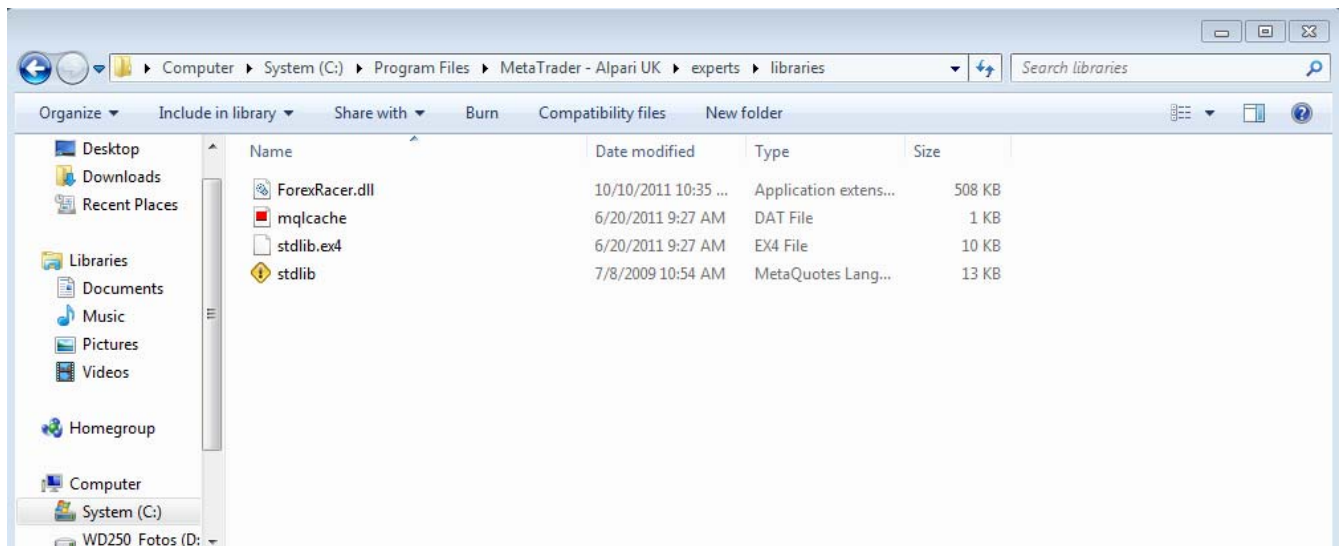 Computer System (C:) Program Files MetaTrader - Alpari UK experts libraries Search libraries
Organize Include in library Share with Burn Compatibility files New folder
Desktop Name Date modified Type Size
Downloads ForexRacer.dll 10/10/2011 10:35 ... Application extens... 508 KB
Recent Places mqlcache 6/20/2011 9:27 AM DAT File 1 KB
stdlib.ex4 6/20/2011 9:27 AM EX4 File 10 KB
Libraries stdlib 7/8/2009 10:54 AM MetaQuotes Lang... 13 KB
Documents
Music
Pictures
Videos
Homegroup
Computer
System (C:)
WD250 Fotos (D: